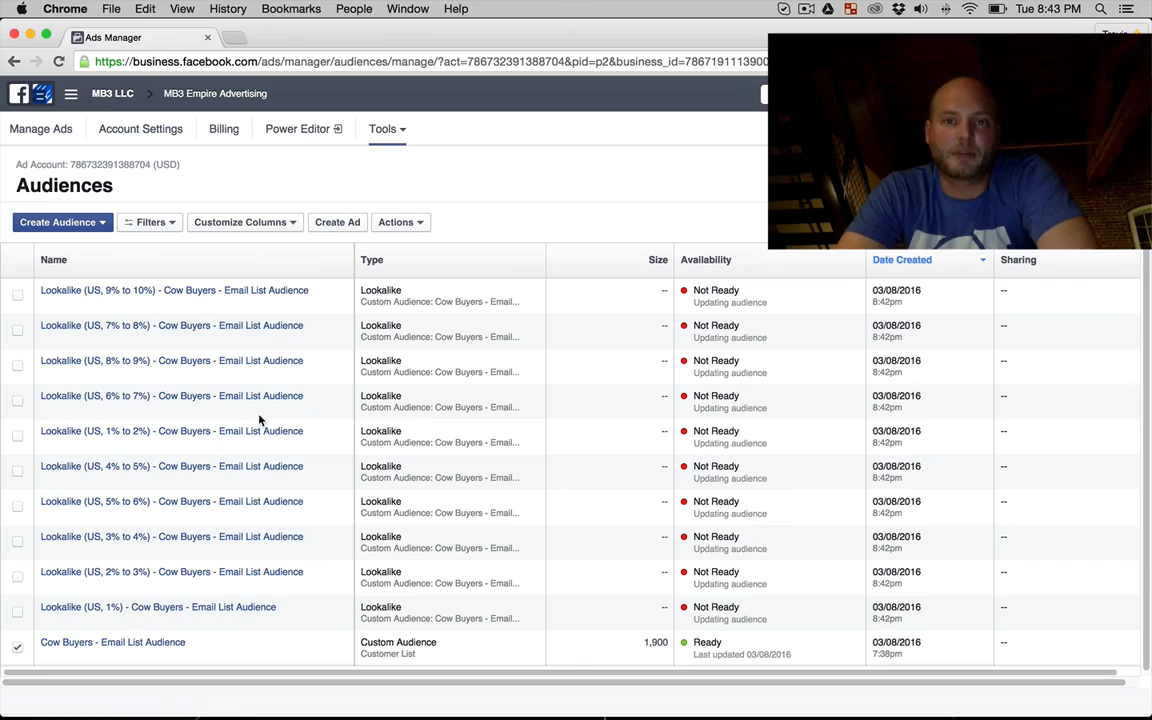 Chrome File Edit View History Bookmarks People Window Help Tue 8:43 PM
Ads Manager
https://business.facebook.com/ads/manager/audiences/manage/?act=786732391388704&pid=p2&business_id=7867191113900
MB3 LLC MB3 Empire Advertising
Manage Ads Account Settings Billing Power Editor Tools
Ad Account: 786732391388704 (USD)
Audiences
Create Audience Filters Customize Columns Create Ad Actions
Name Type Size Availability Date Created Sharing
Lookalike (US, 9% to 10%) - Cow Buyers - Email List Audience Lookalike -- Not Ready 03/08/2016 --
Custom Audience: Cow Buyers - Email... Updating audience 8:42pm
Lookalike (US, 7% to 8%) - Cow Buyers - Email List Audience Lookalike -- Not Ready 03/08/2016 --
Custom Audience: Cow Buyers - Email... Updating audience 8:42pm
Lookalike (US, 8% to 9%) - Cow Buyers - Email List Audience Lookalike -- Not Ready 03/08/2016 --
Custom Audience: Cow Buyers - Email... Updating audience 8:42pm
Lookalike (US, 6% to 7%) - Cow Buyers - Email List Audience Lookalike -- Not Ready 03/08/2016 --
Custom Audience: Cow Buyers - Email... Updating audience 8:42pm
Lookalike (US, 1% to 2%) - Cow Buyers - Email List Audience Lookalike -- Not Ready 03/08/2016 --
Custom Audience: Cow Buyers - Email... Updating audience 8:42pm
Lookalike (US, 4% to 5%) - Cow Buyers - Email List Audience Lookalike -- Not Ready 03/08/2016 --
Custom Audience: Cow Buyers - Email... Updating audience 8:42pm
Lookalike (US, 5% to 6%) - Cow Buyers - Email List Audience Lookalike -- Not Ready 03/08/2016 --
Custom Audience: Cow Buyers - Email... Updating audience 8:42pm
Lookalike (US, 3% to 4%) - Cow Buyers - Email List Audience Lookalike -- Not Ready 03/08/2016 --
Custom Audience: Cow Buyers - Email... Updating audience 8:42pm
Lookalike (US, 2% to 3%) - Cow Buyers - Email List Audience Lookalike -- Not Ready 03/08/2016 --
Custom Audience: Cow Buyers - Email... Updating audience 8:42pm
Lookalike (US, 1%) - Cow Buyers - Email List Audience Lookalike -- Not Ready 03/08/2016 --
Custom Audience: Cow Buyers - Email... Updating audience 8:42pm
Cow Buyers - Email List Audience Custom Audience 1,900 Ready 03/08/2016 --
Customer List Last updated 03/08/2016 7:38pm